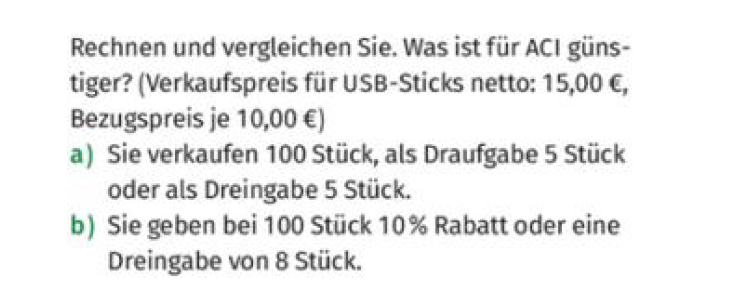 Rechnen und vergleichen Sie. Was ist für ACI güns-
tiger? (Verkaufspreis für USB-Sticks netto: 15,00 €,
Bezugspreis je 10,00 €)
a) Sie verkaufen 100 Stück, als Draufgabe 5 Stück
oder als Dreingabe 5 Stück.
b) Sie geben bei 100 Stück 10% Rabatt oder eine
Dreingabe von 8 Stück.